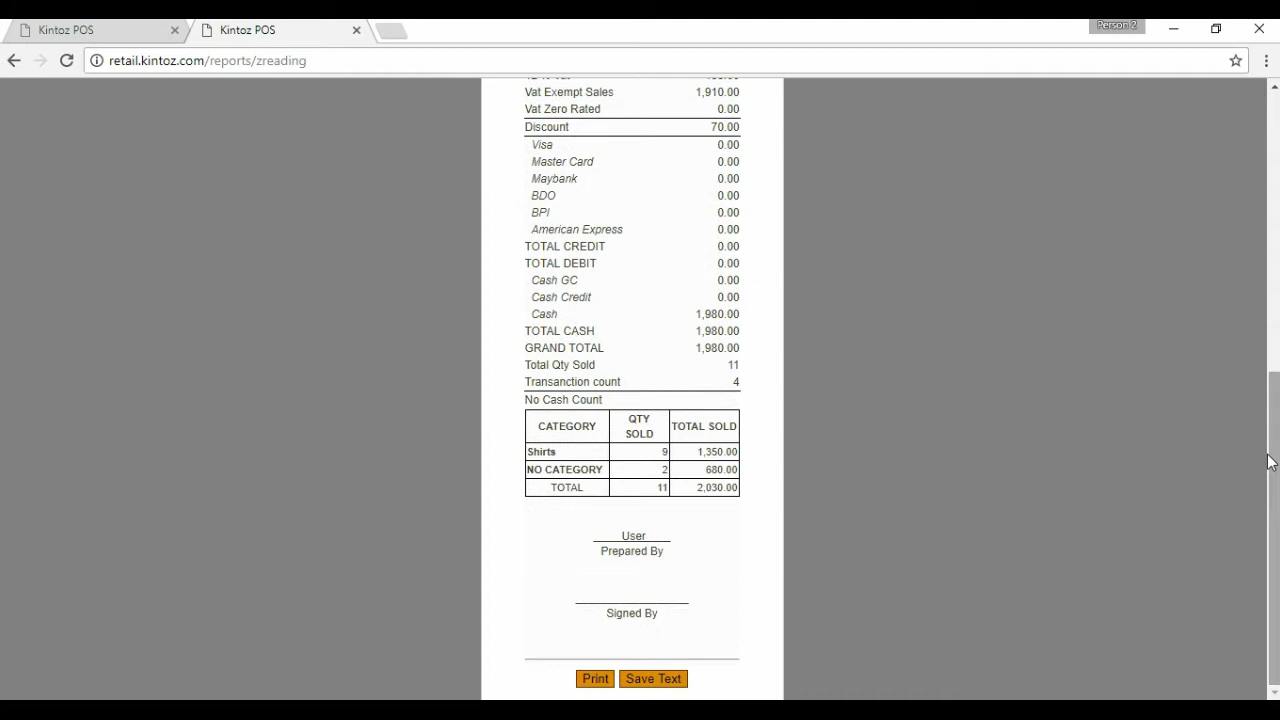 Kintoz POS
Kintoz POS
Person 2
retail.kintoz.com/reports/zreading
Vat Exempt Sales 1,910.00
Vat Zero Rated 0.00
Discount 70.00
Visa 0.00
Master Card 0.00
Maybank 0.00
BDO 0.00
BPI 0.00
American Express 0.00
TOTAL CREDIT 0.00
TOTAL DEBIT 0.00
Cash GC 0.00
Cash Credit 0.00
Cash 1,980.00
TOTAL CASH 1,980.00
GRAND TOTAL 1,980.00
Total Qty Sold 11
Transanction count 4
No Cash Count
CATEGORY QTY SOLD TOTAL SOLD
Shirts 9 1,350.00
NO CATEGORY 2 680.00
TOTAL 11 2,030.00
User
Prepared By
Signed By
Print Save Text